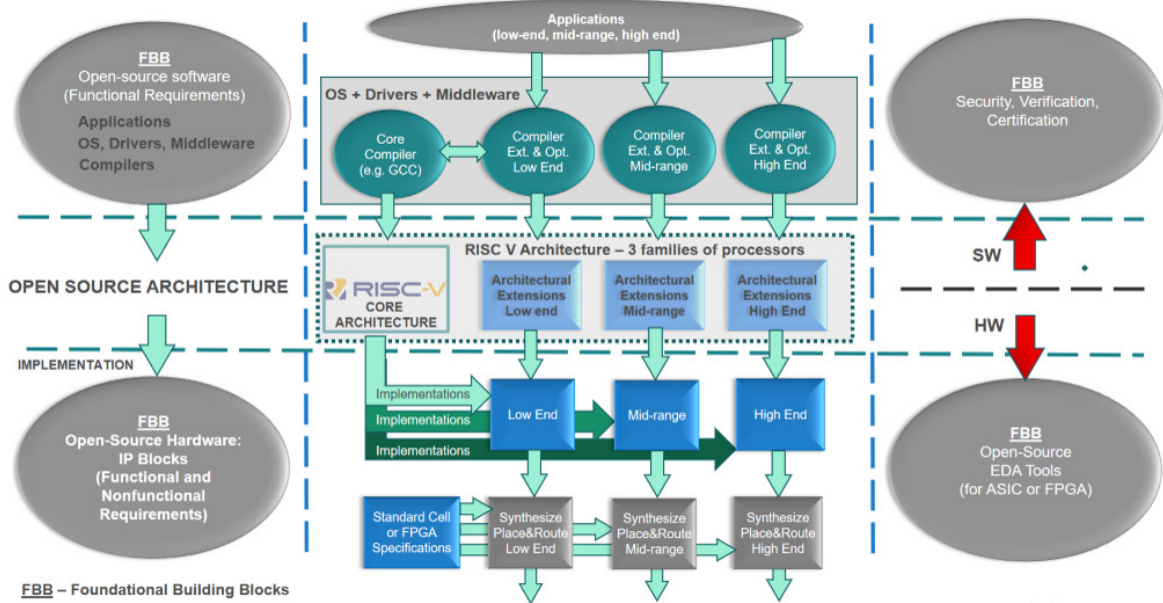 Applications
(low-end, mid-range, high end)
FBB
Open-source software
(Functional Requirements)
Applications
OS, Drivers, Middleware
Compilers
OS + Drivers + Middleware
Core
Compiler
(e.g. GCC)
Compiler
Ext. & Opt.
Low End
Compiler
Ext. & Opt.
Mid-range
Compiler
Ext. & Opt.
High End
FBB
Security, Verification,
Certification
OPEN SOURCE ARCHITECTURE
RISC V Architecture – 3 families of processors
RISC-V
CORE
ARCHITECTURE
Architectural
Extensions
Low end
Architectural
Extensions
Mid-range
Architectural
Extensions
High End
SW
HW
IMPLEMENTATION
FBB
Open-Source Hardware:
IP Blocks
(Functional and
Nonfunctional
Requirements)
Implementations
Implementations
Implementations
Low End
Mid-range
High End
Standard Cell
or FPGA
Specifications
Synthesize
Place&Route
Low End
Synthesize
Place&Route
Mid-range
Synthesize
Place&Route
High End
FBB
Open-Source
EDA Tools
(for ASIC or FPGA)
FBB – Foundational Building Blocks